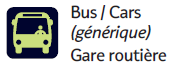 Bus / Cars
(générique)
Gare routière